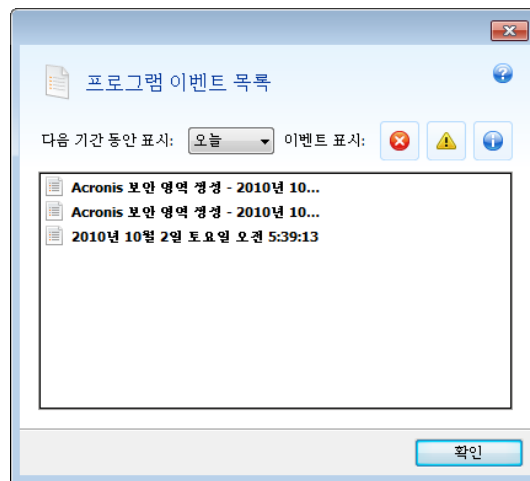 프로그램 이벤트 목록
다음 기간 동안 표시: 오늘 이벤트 표시:
Acronis 보안 영역 생성 - 2010년 10...
Acronis 보안 영역 생성 - 2010년 10...
2010년 10월 2일 토요일 오전 5:39:13
확인